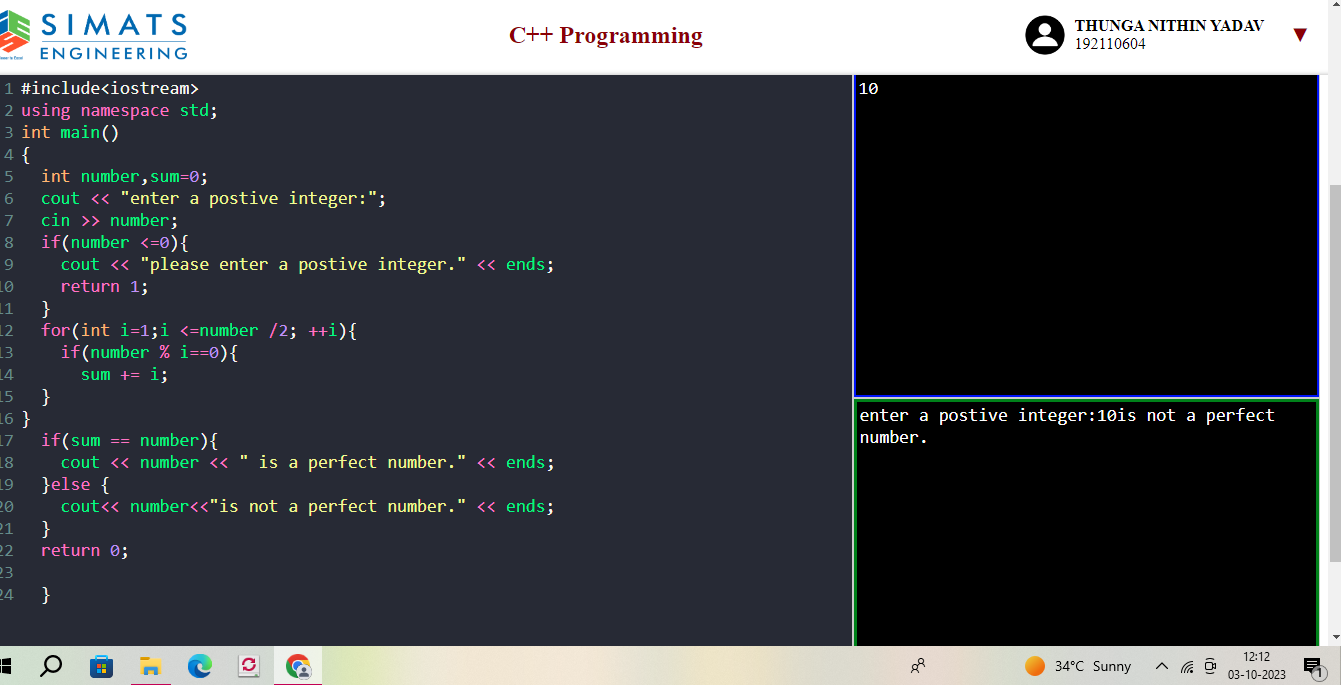 SIMATS
ENGINEERING
C++ Programming
THUNGA NITHIN YADAV
192110604
1 #include<iostream>
2 using namespace std;
3 int main()
4 {
5 int number,sum=0;
6 cout << "enter a postive integer:";
7 cin >> number;
8 if(number <=0){
9 cout << "please enter a postive integer." << ends;
10 return 1;
11 }
12 for(int i=1;i <=number /2; ++i){
13 if(number % i==0){
14 sum += i;
15 }
16 }
17 if(sum == number){
18 cout << number << " is a perfect number." << ends;
19 }else {
20 cout<< number<<"is not a perfect number." << ends;
21 }
22 return 0;
23
24 }
10
enter a postive integer:10is not a perfect
number.
34°C Sunny
12:12
03-10-2023
1